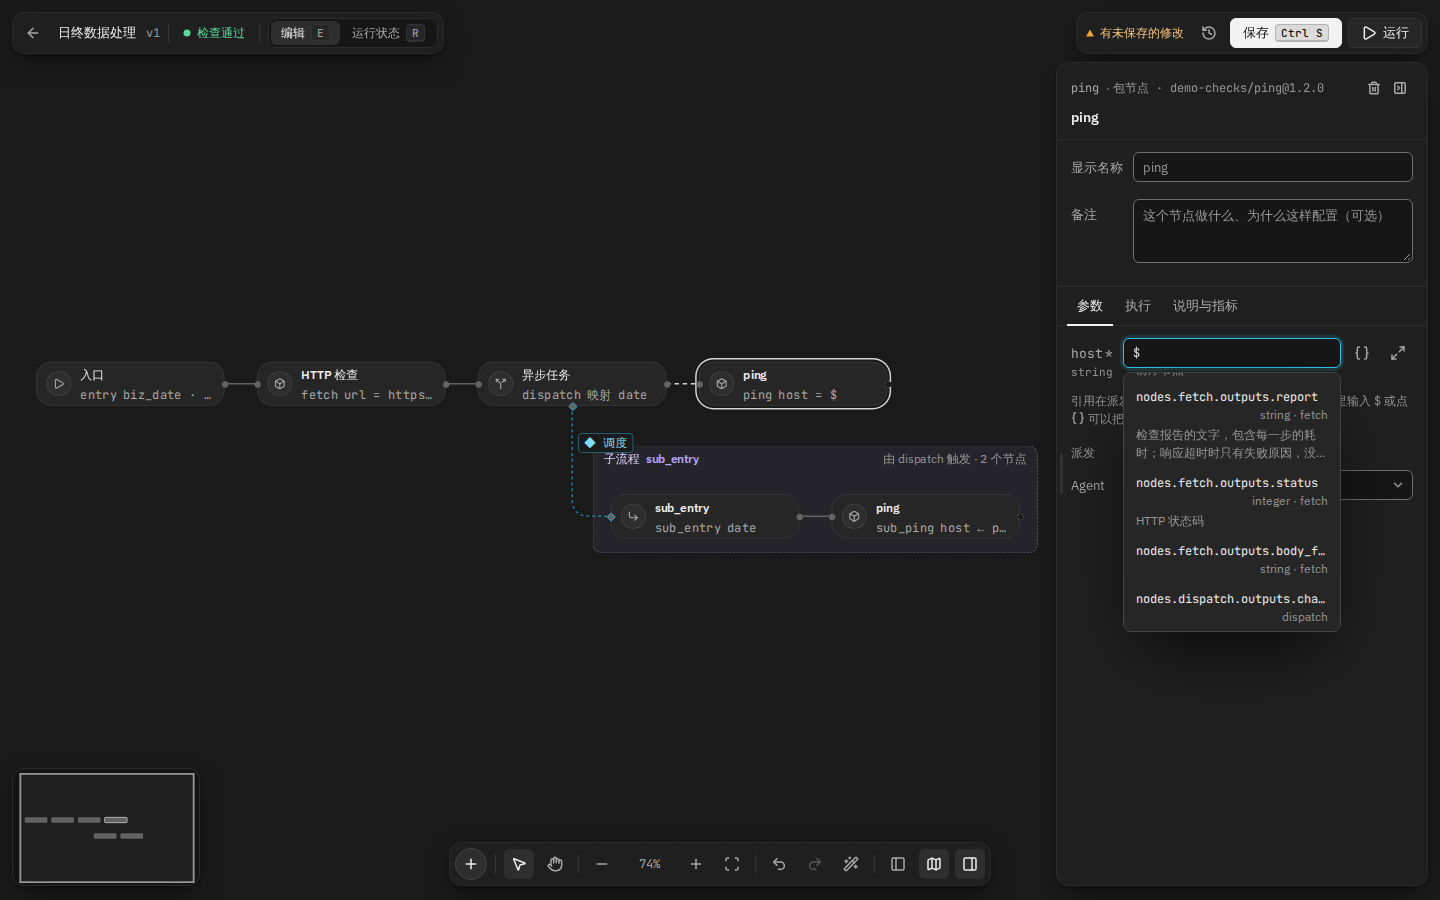 日终数据处理 v1
检查通过
编辑 E
运行状态 R
有未保存的修改
保存 Ctrl S
运行
ping · 包节点 · demo-checks/ping@1.2.0
ping
显示名称
ping
备注
这个节点做什么、为什么这样配置（可选）
参数 执行 说明与指标
host*
string
$
{}
nodes.fetch.outputs.report
string · fetch
检查报告的文字，包含每一步的耗
时；响应超时时只有失败原因，没…
nodes.fetch.outputs.status
integer · fetch
HTTP 状态码
nodes.fetch.outputs.body_f…
string · fetch
nodes.dispatch.outputs.cha…
dispatch
引用在派
输入 $ 或点
{} 可以把
派发
Agent
入口
entry biz_date · …
HTTP 检查
fetch url = https…
异步任务
dispatch 映射 date
ping
ping host = $
调度
子流程 sub_entry
由 dispatch 触发 · 2 个节点
sub_entry
sub_entry date
ping
sub_ping host ← p…
74%